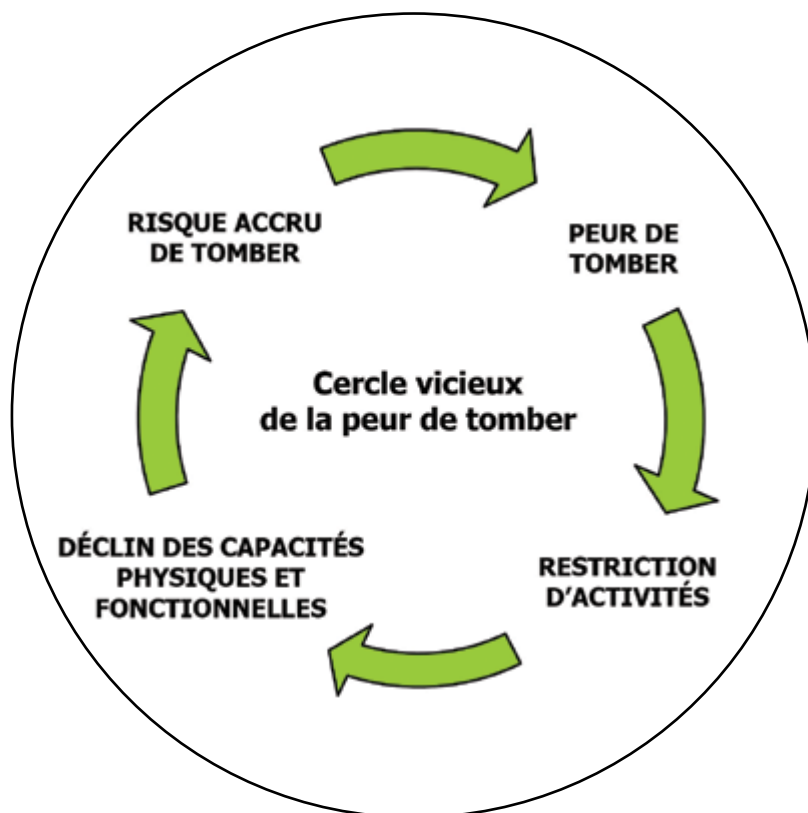 RISQUE ACCRU
DE TOMBER
PEUR DE
TOMBER
Cercle vicieux
de la peur de tomber
DÉCLIN DES CAPACITÉS
PHYSIQUES ET
FONCTIONNELLES
RESTRICTION
D’ACTIVITÉS